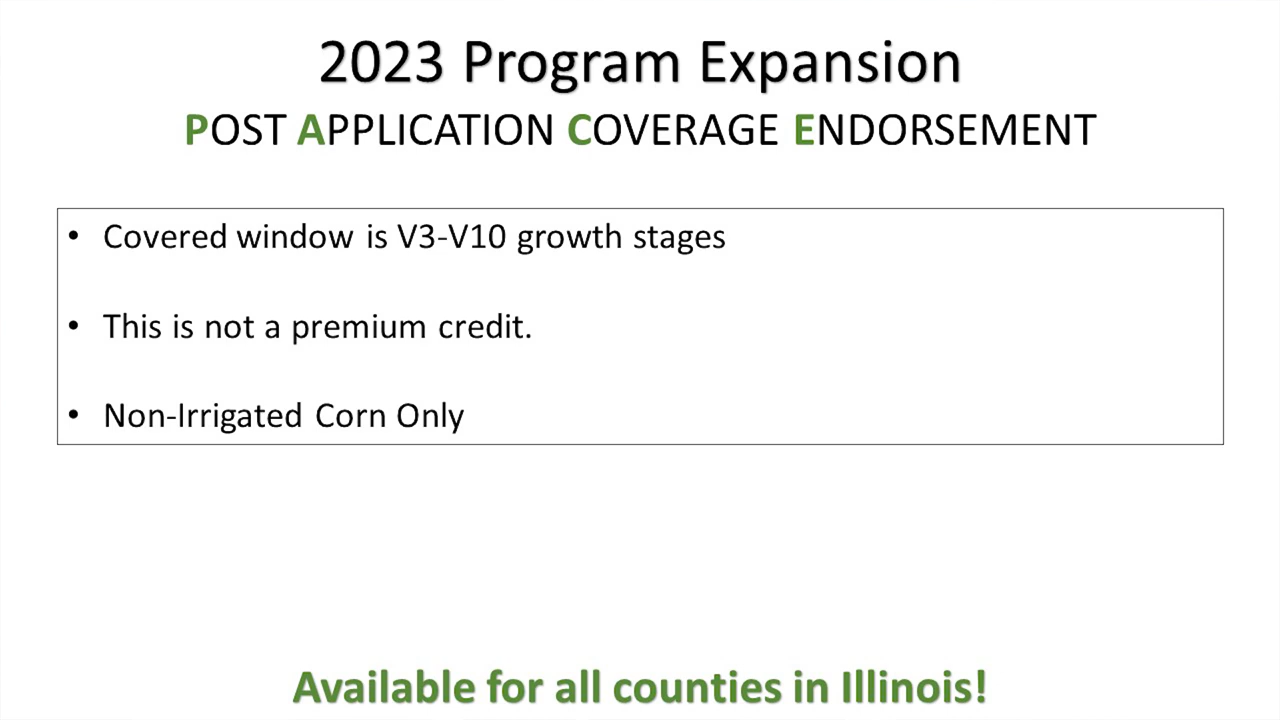 2023 Program Expansion
POST APPLICATION COVERAGE ENDORSEMENT
• Covered window is V3-V10 growth stages
• This is not a premium credit.
• Non-Irrigated Corn Only
Available for all counties in Illinois!